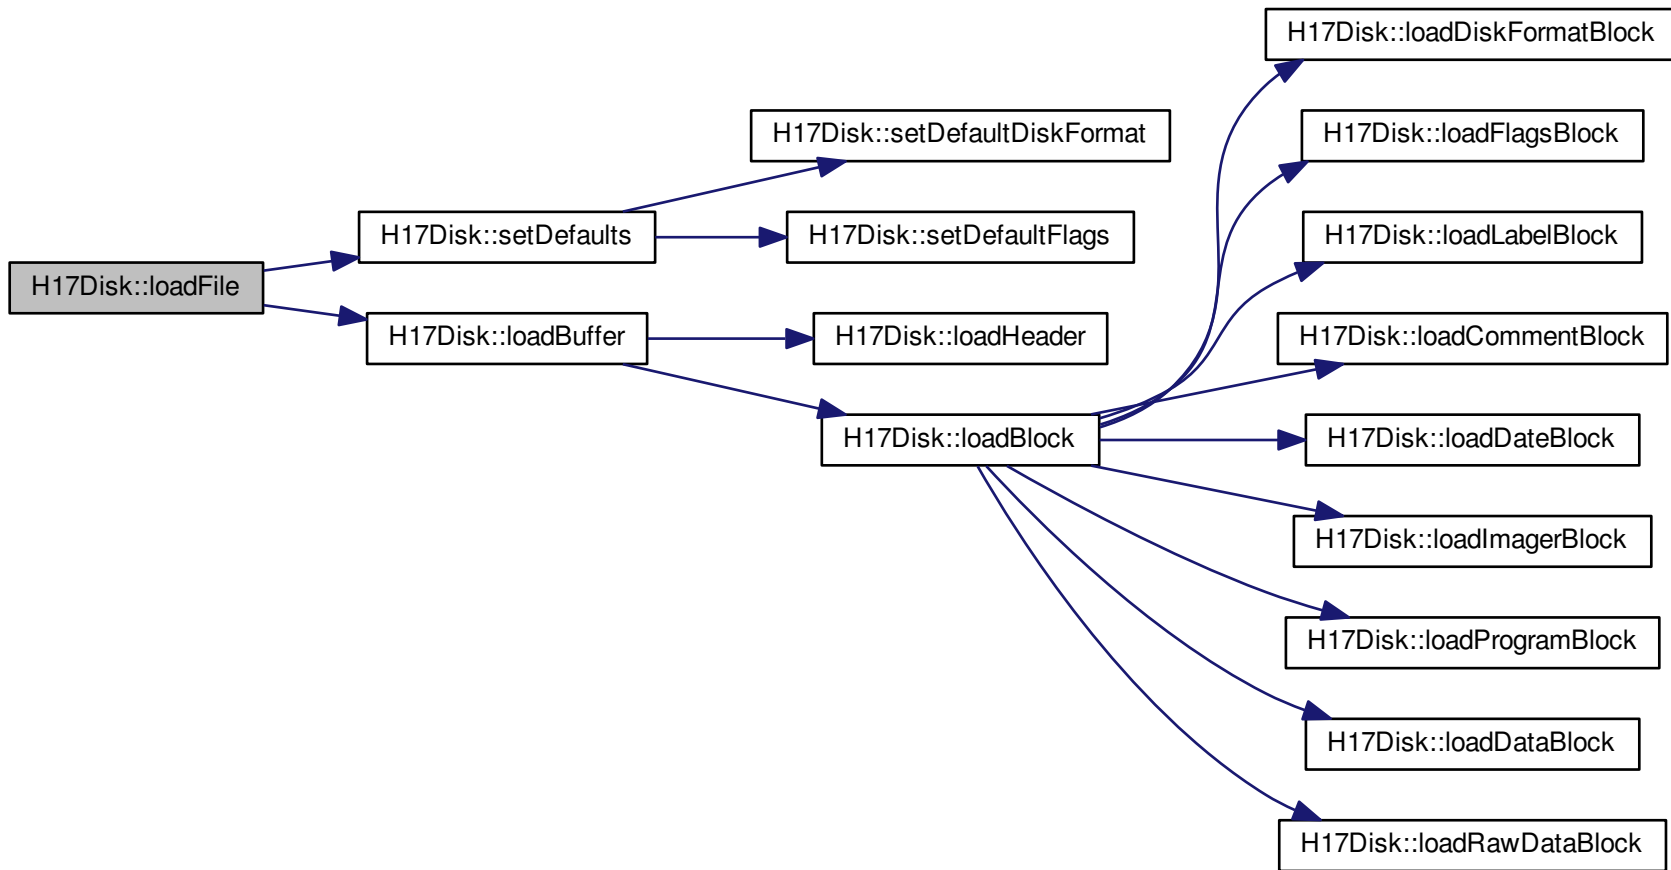 H17Disk::loadFile
H17Disk::setDefaults
H17Disk::loadBuffer
H17Disk::setDefaultDiskFormat
H17Disk::setDefaultFlags
H17Disk::loadHeader
H17Disk::loadBlock
H17Disk::loadDiskFormatBlock
H17Disk::loadFlagsBlock
H17Disk::loadLabelBlock
H17Disk::loadCommentBlock
H17Disk::loadDateBlock
H17Disk::loadImagerBlock
H17Disk::loadProgramBlock
H17Disk::loadDataBlock
H17Disk::loadRawDataBlock